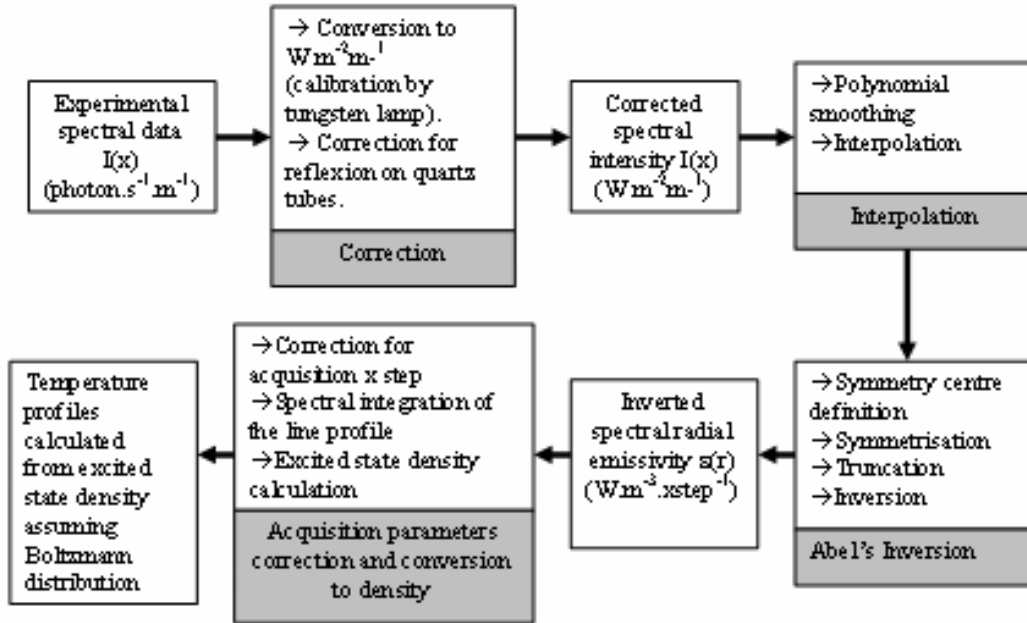 Experimental
spectral data
I(x)
(photon.s⁻¹.m⁻¹)
→ Conversion to
W.m⁻²m-¹
(calibration by
tungsten lamp).
→ Correction for
reflexion on quartz
tubes.
Correction
Corrected
spectral
intensity I(x)
(W.m⁻²m-¹)
→Polynomial
smoothing
→Interpolation
Interpolation
→Symmetry centre
definition
→Symmetrisation
→Truncation
→Inversion
Abel's Inversion
Inverted
spectral radial
emissivity ε(r)
(W.m⁻³.xstep⁻¹)
→Correction for
acquisition x step
→Spectral integration of
the line profile
→Excited state density
calculation
Acquisition parameters
correction and conversion
to density
Temperature
profiles
calculated
from excited
state density
assuming
Boltzmann
distribution